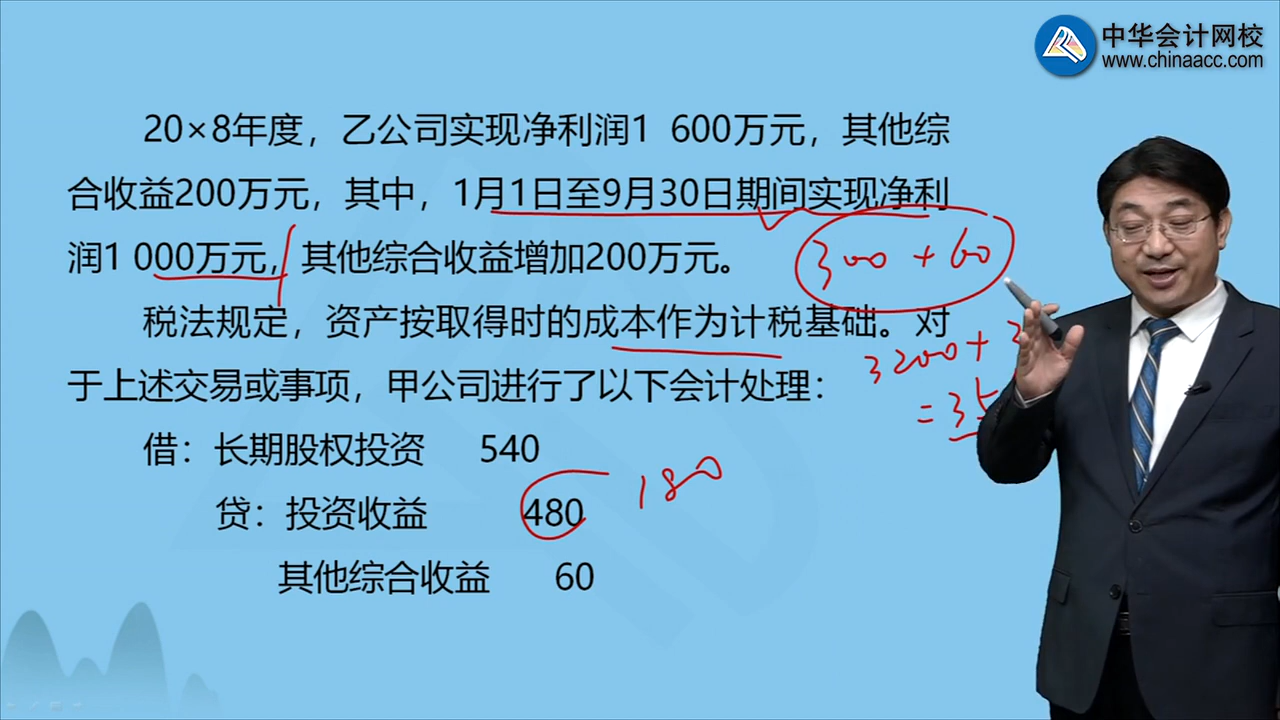 中华会计网校
www.chinaacc.com
20×8年度，乙公司实现净利润1 600万元，其他综
合收益200万元，其中，1月1日至9月30日期间实现净利
润1 000万元，其他综合收益增加200万元。
300+60
税法规定，资产按取得时的成本作为计税基础。对
3200+
于上述交易或事项，甲公司进行了以下会计处理：
=35
借：长期股权投资 540
180
贷：投资收益 480
其他综合收益 60